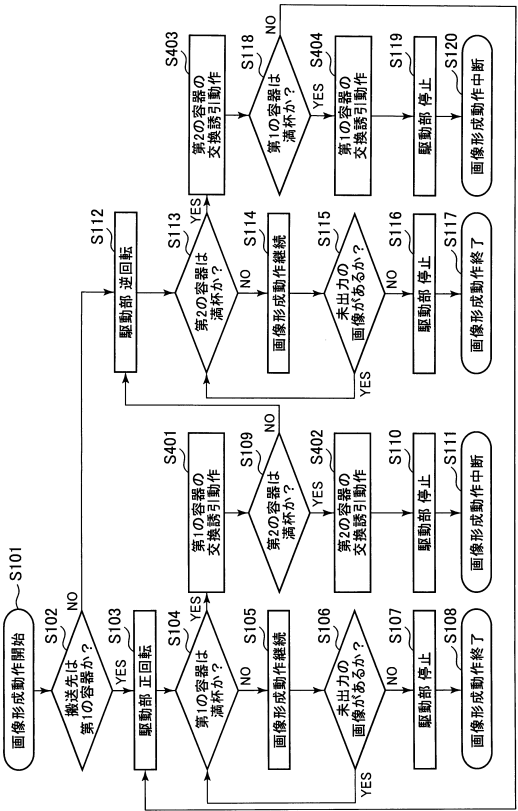 S101
画像形成動作開始
S102
搬送先は
第1の容器か?
NO
YES
S103
駆動部 正回転
S104
第1の容器は
満杯か?
YES
NO
S105
画像形成動作継続
S106
未出力の
画像があるか?
YES
NO
S107
駆動部 停止
S108
画像形成動作終了
S401
第1の容器の
交換誘引動作
S109
第2の容器は
満杯か?
NO
YES
S402
第2の容器の
交換誘引動作
S110
駆動部 停止
S111
画像形成動作中断
S112
駆動部 逆回転
S113
第2の容器は
満杯か?
YES
NO
S114
画像形成動作継続
S115
未出力の
画像があるか?
YES
NO
S116
駆動部 停止
S117
画像形成動作終了
S403
第2の容器の
交換誘引動作
S118
第1の容器は
満杯か?
NO
YES
S404
第1の容器の
交換誘引動作
S119
駆動部 停止
S120
画像形成動作中断